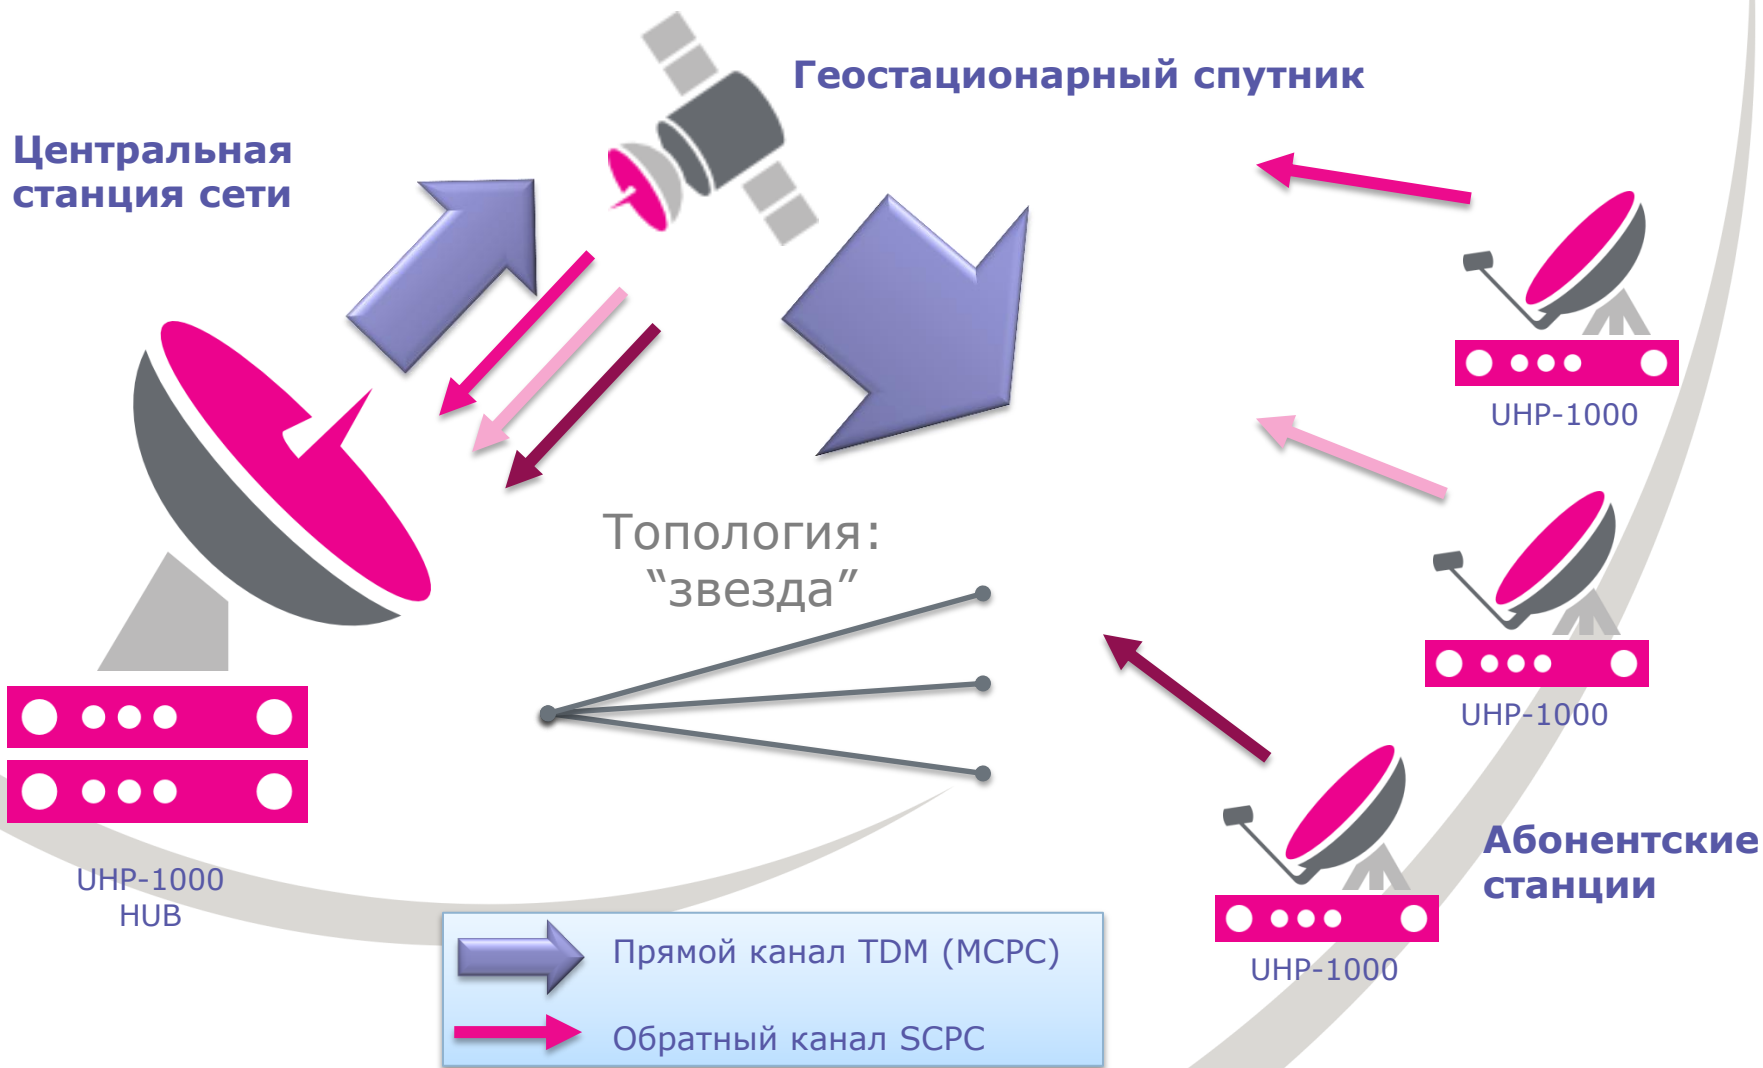 Геостационарный спутник
Центральная
станция сети
UHP-1000
Топология:
“звезда”
UHP-1000
UHP-1000
HUB
Абонентские
станции
UHP-1000
Прямой канал TDM (MCPC)
Обратный канал SCPC